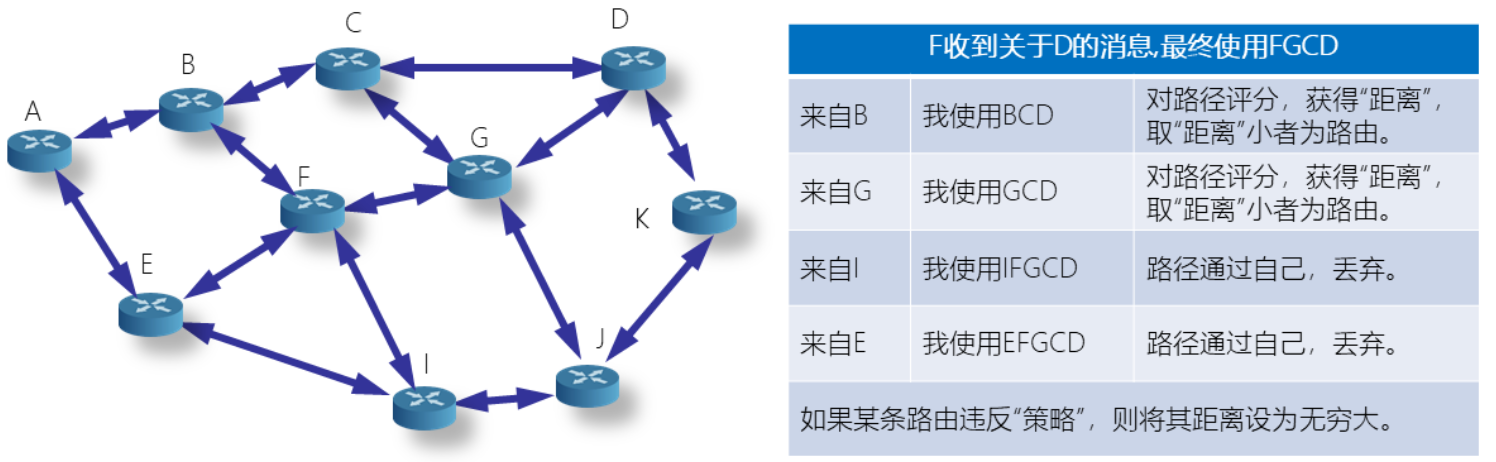 A
B
C
D
E
F
G
I
J
K
F收到关于D的消息,最终使用FGCD
来自B
我使用BCD
对路径评分，获得“距离”，
取“距离”小者为路由。
来自G
我使用GCD
对路径评分，获得“距离”，
取“距离”小者为路由。
来自I
我使用IFGCD
路径通过自己，丢弃。
来自E
我使用EFGCD
路径通过自己，丢弃。
如果某条路由违反“策略”，则将其距离设为无穷大。